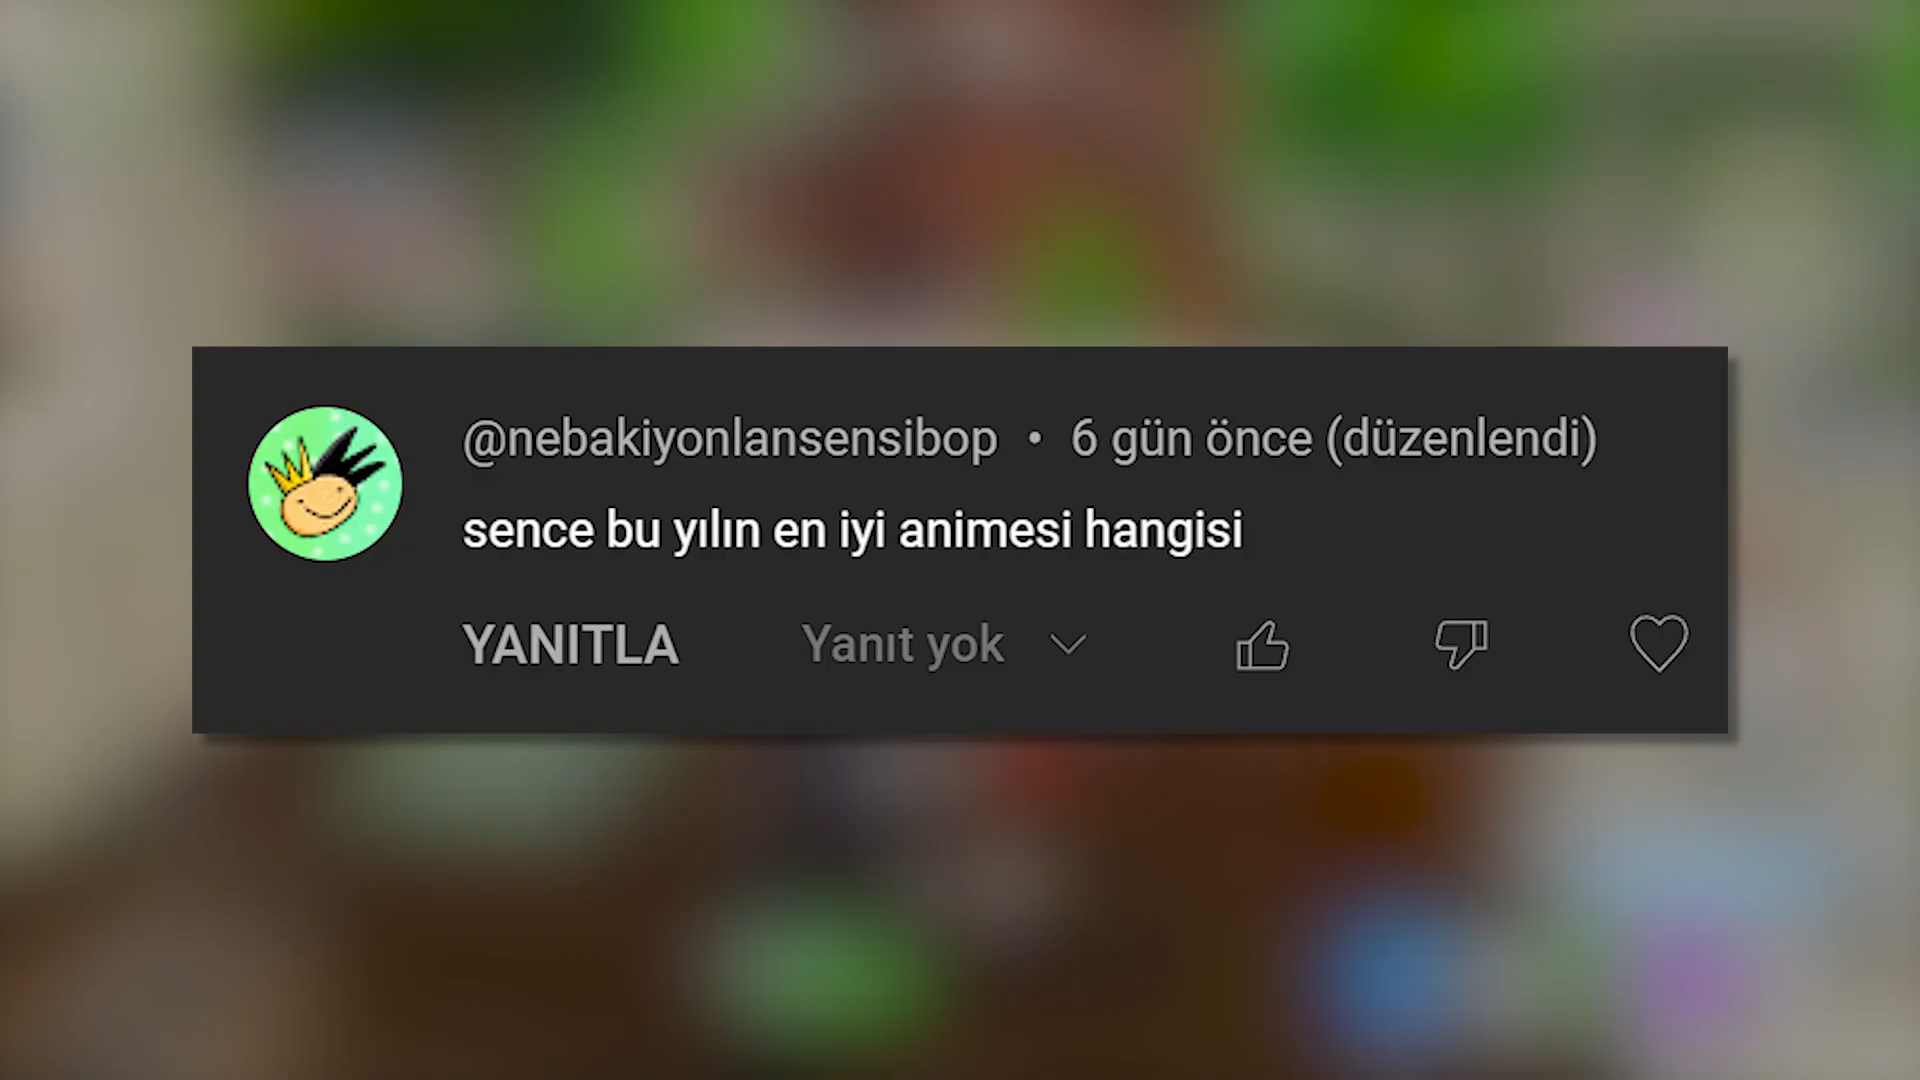 @nebakiyonlansensibop • 6 gün önce (düzenlendi)
sence bu yılın en iyi animesi hangisi
YANITLA Yanıt yok